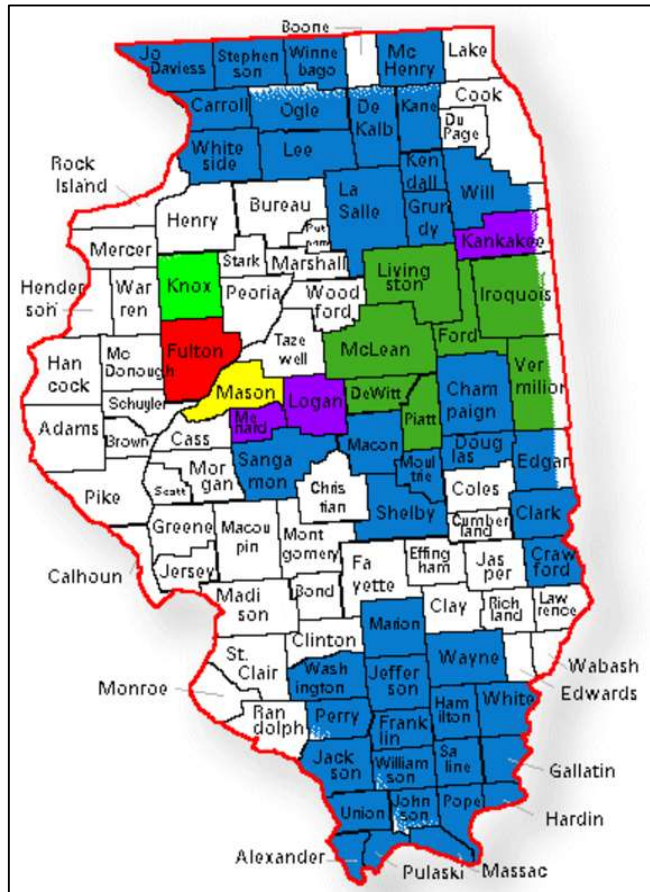 Boone
Jo
Daviess
Stephen
son
Winne
bago
Mc
Henry
Lake
Carroll
Ogle
De
Kalb
Kane
Cook
Du
Page
White
side
Lee
Rock
Island
Ken
dall
Will
La
Salle
Grun
dy
Henry
Bureau
Put
nam
Kankakee
Mercer
Stark
Marshall
Living
ston
Iroquois
Hender
son
War
ren
Knox
Peoria
Wood
ford
Ford
Fulton
Taze
well
McLean
Han
cock
Mc
Donough
Ver
milion
Mason
Logan
DeWitt
Cham
paign
Schuyler
Me
nard
Piatt
Adams
Brown
Cass
Macon
Doug
las
Sanga
mon
Moul
trie
Edgar
Pike
Scott
Mor
gan
Chris
tian
Coles
Shelby
Clark
Greene
Macou
pin
Mont
gomery
Cumber
land
Calhoun
Jersey
Fa
yette
Effing
ham
Jas
per
Craw
ford
Madi
son
Bond
Clay
Rich
land
Law
rence
Marion
Clinton
St.
Clair
Wayne
Wabash
Edwards
Monroe
Wash
ington
Jeffer
son
Ran
dolph
Perry
Ham
ilton
White
Frank
lin
Jack
son
William
son
Sa
line
Gallatin
Union
John
son
Pope
Hardin
Alexander
Pulaski
Massac